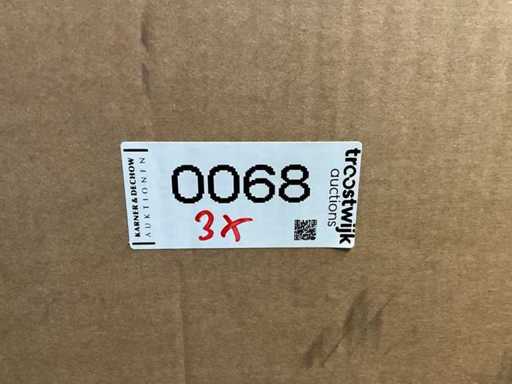 KARNER & DECHOW
AUKTIONEN
0068
3x
troostwijk
auctions